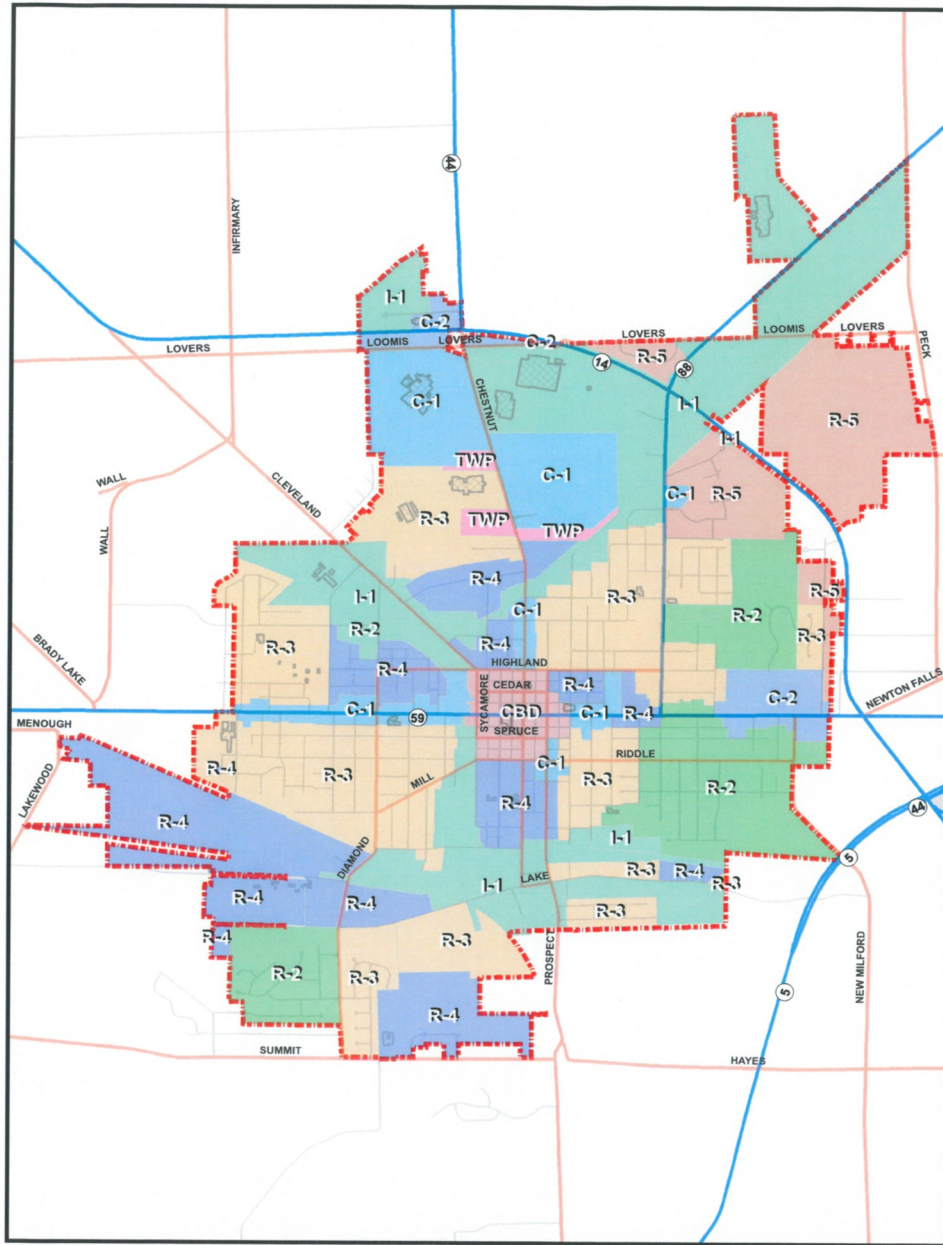 44
INFIRMARY
I-1
C-2
LOVERS
LOOMIS
LOVERS
C-2
LOVERS
LOOMIS
LOVERS
PECK
14
R-5
88
C-1
CHESTNUT
I-1
I-1
R-5
TWP
C-1
WALL
CLEVELAND
C-1
R-5
WALL
R-3
TWP
TWP
R-4
I-1
C-1
R-3
R-2
R-5
R-2
R-4
R-3
R-3
BRADY LAKE
R-4
HIGHLAND
SYCAMORE
CEDAR
R-4
C-2
NEWTON FALLS
C-1
59
CBD
C-1
R-4
MENOUGH
SPRUCE
R-4
R-3
MILL
C-1
R-3
RIDDLE
R-2
LAKEWOOD
R-4
R-4
44
I-1
5
DIAMOND
LAKE
R-3
R-4
R-3
I-1
R-4
R-4
R-3
R-4
R-3
PROSPECT
R-2
R-3
5
NEW MILFORD
R-4
SUMMIT
HAYES